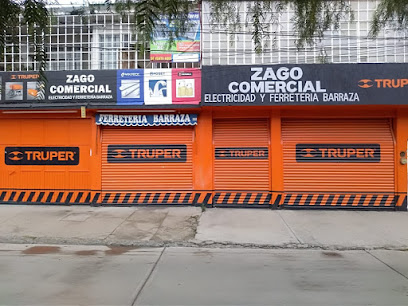 TRUPER
ZAGO
COMERCIAL
ELECTRICIDAD Y FERRETERIA BARRAZA
ZAGO
COMERCIAL
ELECTRICIDAD Y FERRETERIA BARRAZA
TRUPER
FERRETERIA BARRAZA
TRUPER
TRUPER
TRUPER
TRUPER